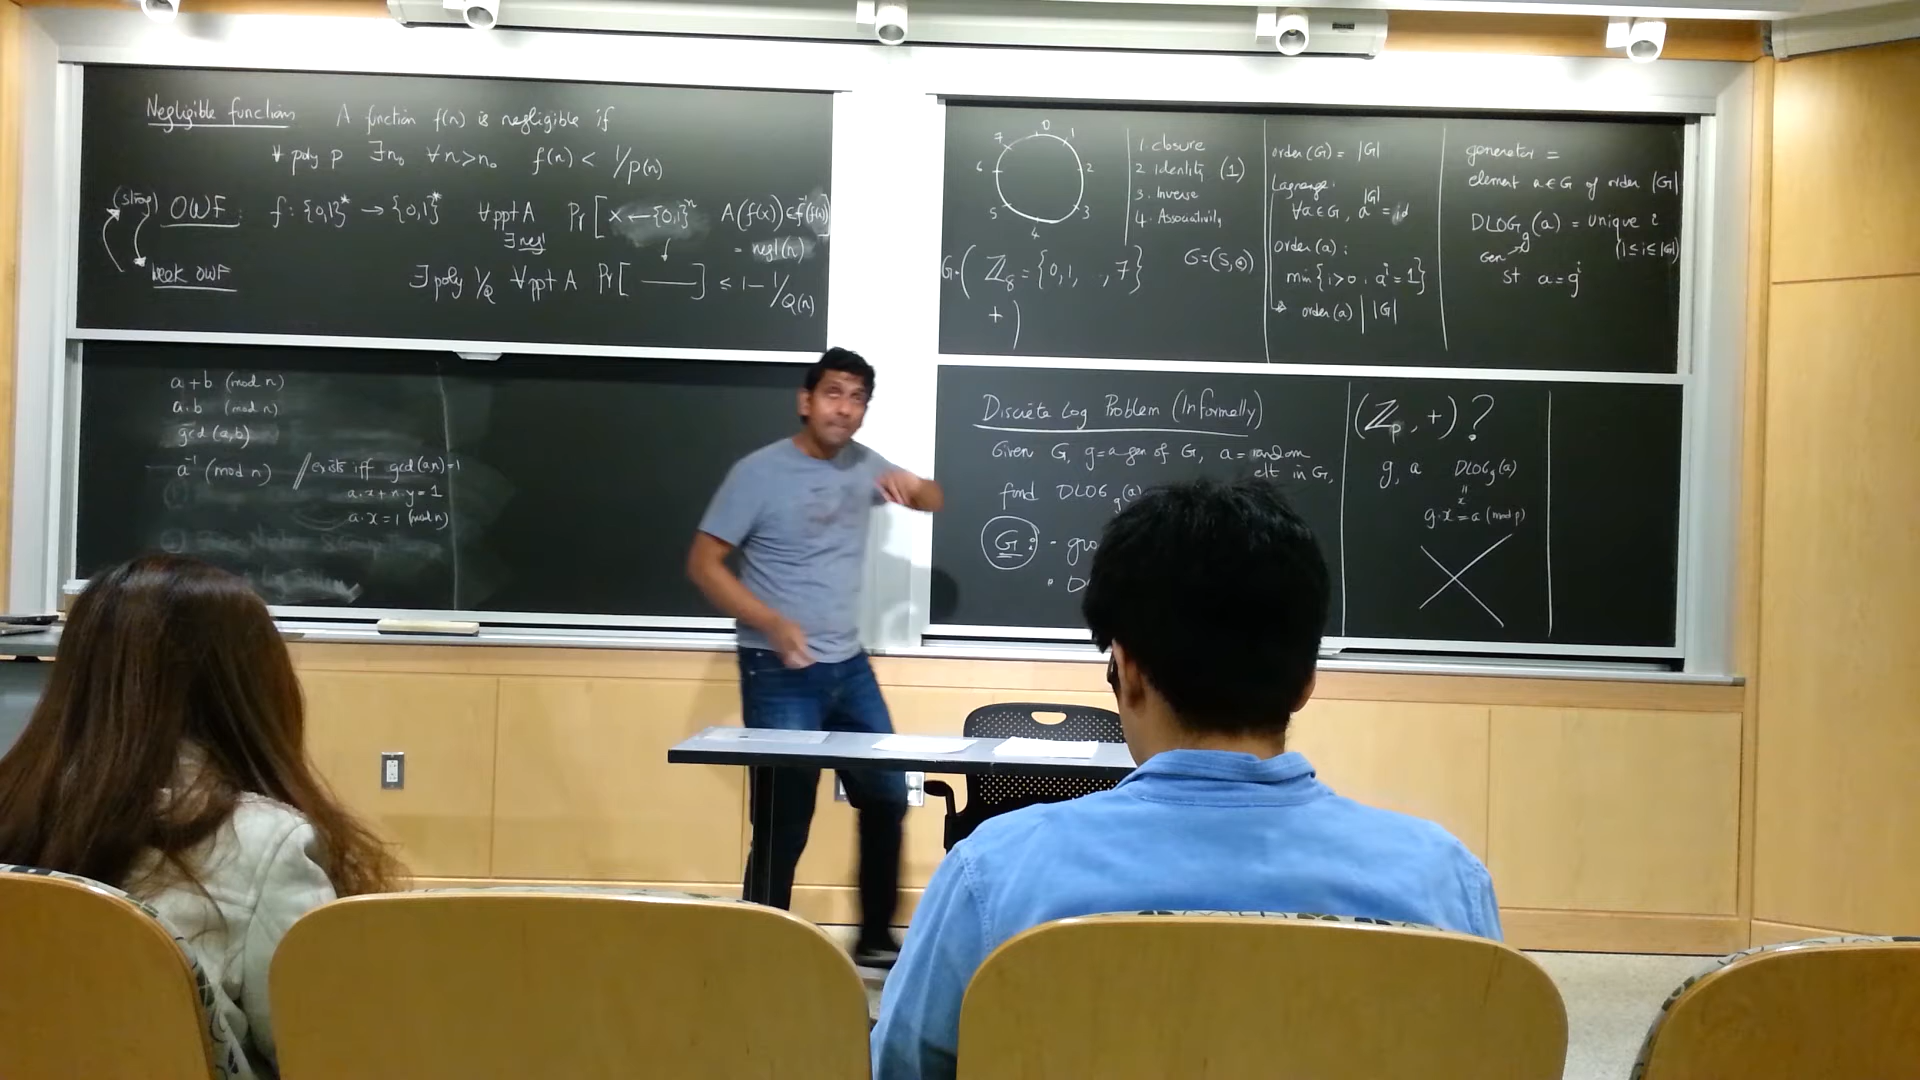 Negligible functions A function f(n) is negligible if
∀ poly p ∃n₀ ∀n>n₀ f(n) < 1/p(n)
(strong) OWF: f: {0,1}* → {0,1}* ∀ppt A Pr[x ← {0,1}ⁿ A(f(x)) ∈ f⁻¹(f(x))
∃ negl = negl(n)
weak OWF ∃ poly 1/Q ∀ppt A Pr[ —— ] ≤ 1 - 1/Q(n)
a + b (mod n)
a.b (mod n)
gcd(a,b)
a⁻¹ (mod n) // exists iff gcd(a,n)=1
a.x + n.y = 1
a.x = 1 (mod n)
0 1 2 3 4 5 6 7
G=( ℤ₈ = {0,1, .., 7}
+ )
1. closure
2 identity (1)
3. Inverse
4. Associativity
G=(S, ⊙)
order(G) = |G|
Lagrange:
∀a∈G, a^|G| = id
order(a):
min{i>0, aⁱ=1}
order(a) | |G|
generator =
element a∈G of order |G|
DLOG_g(a) = unique i
gen (1≤i≤|G|)
st a=gⁱ
Discrete Log Problem (Informally)
Given G, g=a gen of G, a = random
elt in G,
find DLOG_g(a)
G: - gro
• D
(ℤₚ, +) ?
g, a DLOG_g(a)
=
x
g.x = a (mod p)